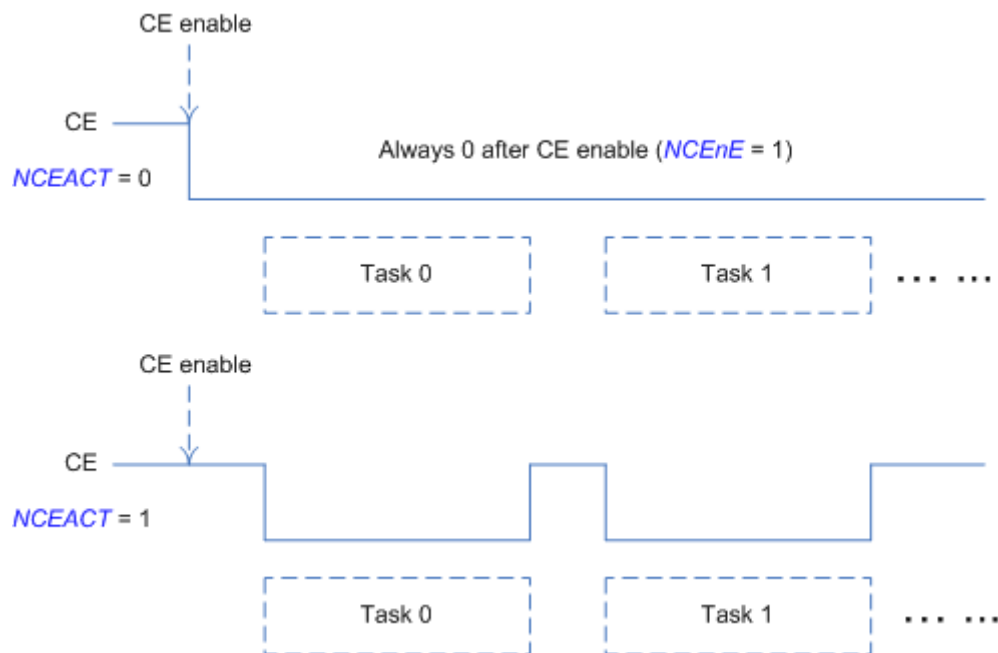 CE enable
CE
Always 0 after CE enable (NCEnE = 1)
NCEACT = 0
Task 0
Task 1
... ...
CE enable
CE
NCEACT = 1
Task 0
Task 1
... ...